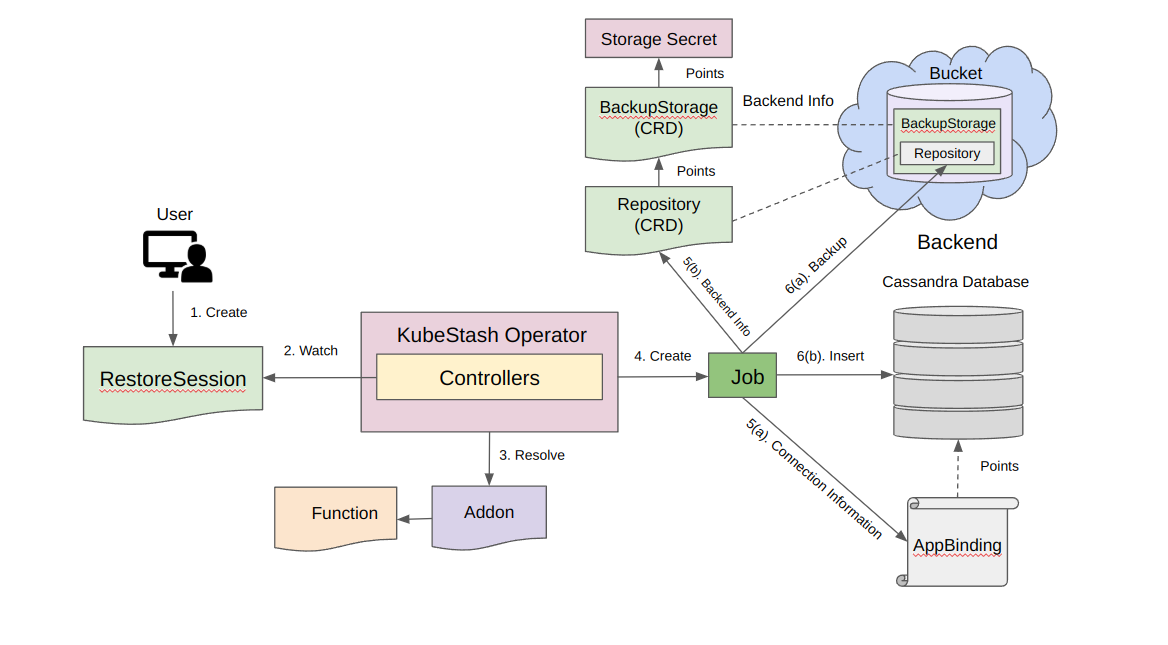 Storage Secret
Points
BackupStorage
(CRD)
Backend Info
Bucket
BackupStorage
Repository
Points
Repository
(CRD)
Backend
User
5(b). Backend Info
6(a). Backup
Cassandra Database
1. Create
RestoreSession
2. Watch
KubeStash Operator
Controllers
4. Create
Job
6(b). Insert
3. Resolve
5(a). Connection Information
Points
Function
Addon
AppBinding